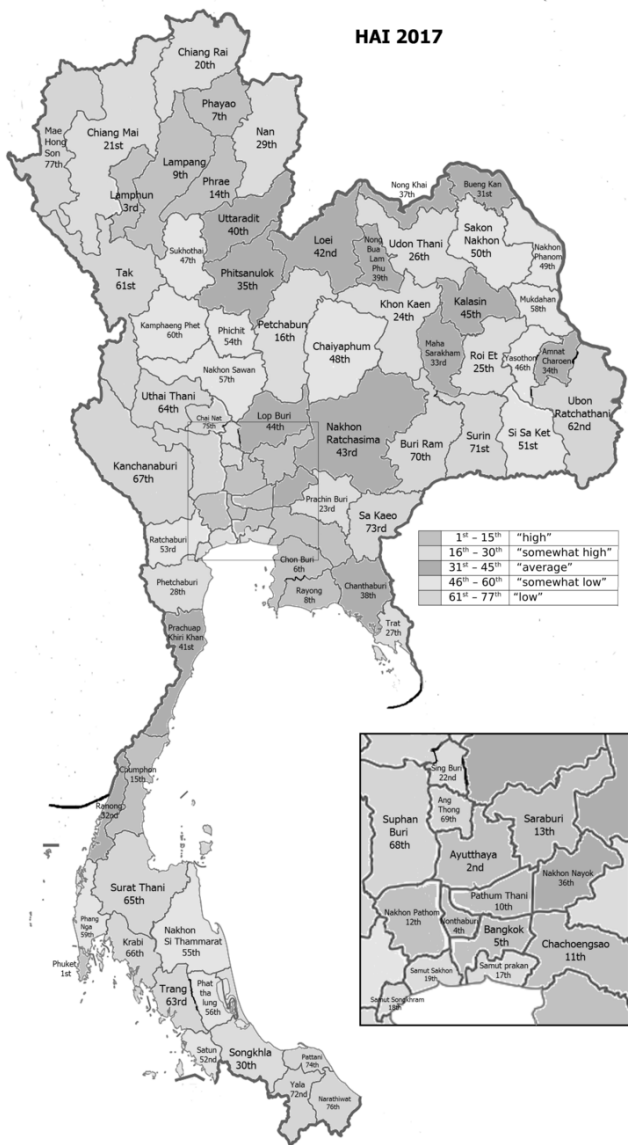 HAI 2017
Chiang Rai
20th
Phayao
7th
Nan
29th
Mae
Hong
Son
77th
Chiang Mai
21st
Lampang
9th
Phrae
14th
Lamphun
3rd
Uttaradit
40th
Nong Khai
37th
Bueng Kan
31st
Loei
42nd
Nong
Bua
Lam
Phu
39th
Udon Thani
26th
Sakon
Nakhon
50th
Nakhon
Phanom
49th
Sukhothai
47th
Tak
61st
Phitsanulok
35th
Khon Kaen
24th
Kalasin
45th
Mukdahan
58th
Kamphaeng Phet
60th
Phichit
54th
Petchabun
16th
Chaiyaphum
48th
Maha
Sarakham
33rd
Roi Et
25th
Yasothon
46th
Amnat
Charoen
34th
Nakhon Sawan
57th
Uthai Thani
64th
Chai Nat
75th
Lop Buri
44th
Nakhon
Ratchasima
43rd
Buri Ram
70th
Surin
71st
Si Sa Ket
51st
Ubon
Ratchathani
62nd
Kanchanaburi
67th
Prachin Buri
23rd
Sa Kaeo
73rd
Ratchaburi
53rd
Chon Buri
6th
Phetchaburi
28th
Rayong
8th
Chanthaburi
38th
Trat
27th
1st – 15th "high"
16th – 30th "somewhat high"
31st – 45th "average"
46th – 60th "somewhat low"
61st – 77th "low"
Prachuap
Khiri Khan
41st
Chumphon
15th
Ranong
32nd
Surat Thani
65th
Phang
Nga
59th
Nakhon
Si Thammarat
55th
Krabi
66th
Phuket
1st
Trang
63rd
Phat
tha
lung
56th
Satun
52nd
Songkhla
30th
Pattani
74th
Yala
72nd
Narathiwat
76th
Sing Buri
22nd
Ang
Thong
69th
Suphan
Buri
68th
Saraburi
13th
Ayutthaya
2nd
Nakhon Nayok
36th
Pathum Thani
10th
Nakhon Pathom
12th
Nonthaburi
4th
Bangkok
5th
Chachoengsao
11th
Samut Sakhon
19th
Samut prakan
17th
Samut Songkhram
18th